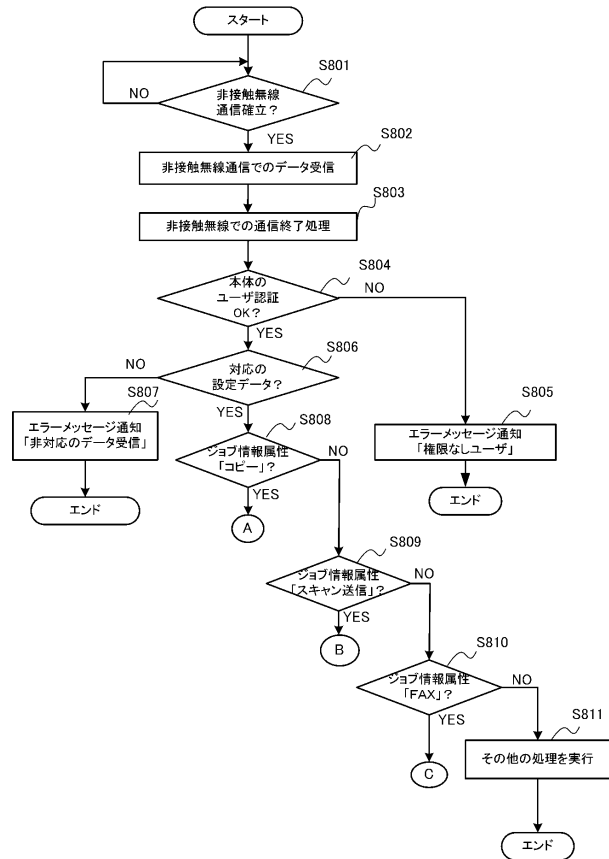 スタート
S801
非接触無線
通信確立？
NO
YES
S802
非接触無線通信でのデータ受信
S803
非接触無線での通信終了処理
S804
本体の
ユーザ認証
OK？
NO
YES
S806
対応の
設定データ？
NO
YES
S807
エラーメッセージ通知
「非対応のデータ受信」
エンド
S805
エラーメッセージ通知
「権限なしユーザ」
エンド
S808
ジョブ情報属性
「コピー」？
NO
YES
A
S809
ジョブ情報属性
「スキャン送信」？
NO
YES
B
S810
ジョブ情報属性
「FAX」？
NO
YES
C
S811
その他の処理を実行
エンド